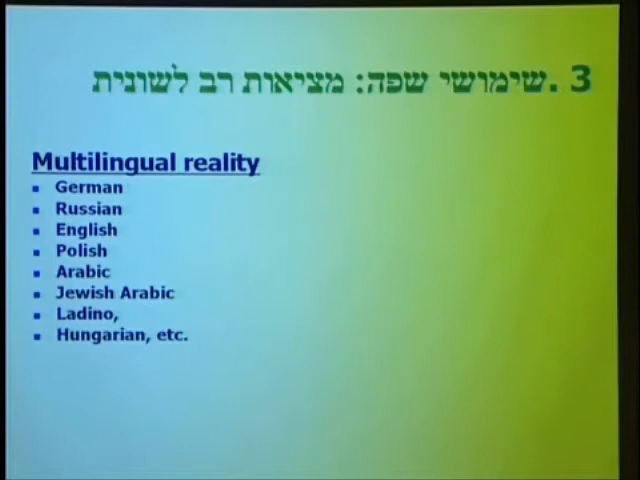 3. שימושי שפה: מציאות רב לשונית
Multilingual reality
German
Russian
English
Polish
Arabic
Jewish Arabic
Ladino,
Hungarian, etc.